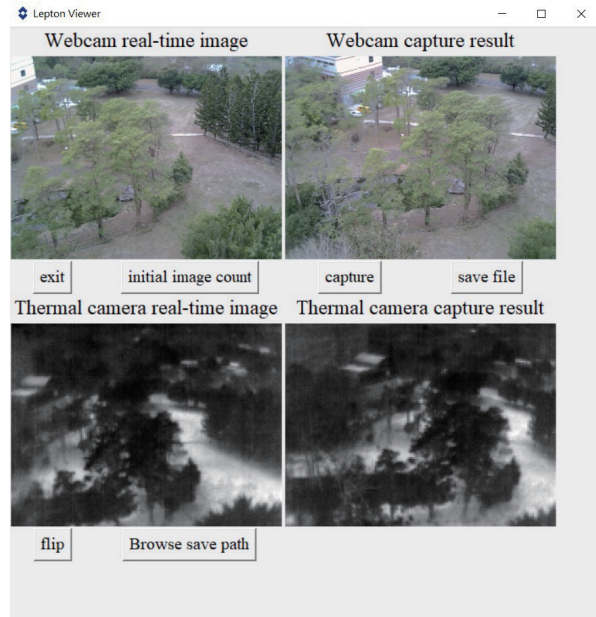 Lepton Viewer
Webcam real-time image
Webcam capture result
exit
initial image count
capture
save file
Thermal camera real-time image
Thermal camera capture result
flip
Browse save path